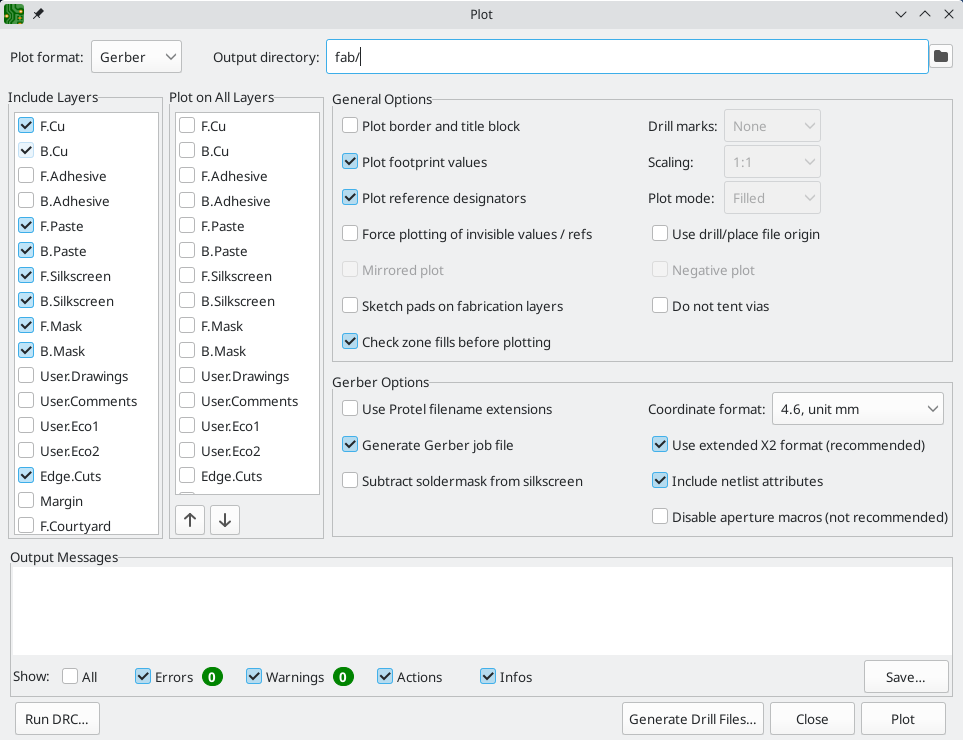 Plot
Plot format: Gerber Output directory: fab/
Include Layers
F.Cu
B.Cu
F.Adhesive
B.Adhesive
F.Paste
B.Paste
F.Silkscreen
B.Silkscreen
F.Mask
B.Mask
User.Drawings
User.Comments
User.Eco1
User.Eco2
Edge.Cuts
Margin
F.Courtyard
Plot on All Layers
F.Cu
B.Cu
F.Adhesive
B.Adhesive
F.Paste
B.Paste
F.Silkscreen
B.Silkscreen
F.Mask
B.Mask
User.Drawings
User.Comments
User.Eco1
User.Eco2
Edge.Cuts
General Options
Plot border and title block Drill marks: None
Plot footprint values Scaling: 1:1
Plot reference designators Plot mode: Filled
Force plotting of invisible values / refs Use drill/place file origin
Mirrored plot Negative plot
Sketch pads on fabrication layers Do not tent vias
Check zone fills before plotting
Gerber Options
Use Protel filename extensions Coordinate format: 4.6, unit mm
Generate Gerber job file Use extended X2 format (recommended)
Subtract soldermask from silkscreen Include netlist attributes
Disable aperture macros (not recommended)
Output Messages
Show: All Errors 0 Warnings 0 Actions Infos Save...
Run DRC... Generate Drill Files... Close Plot